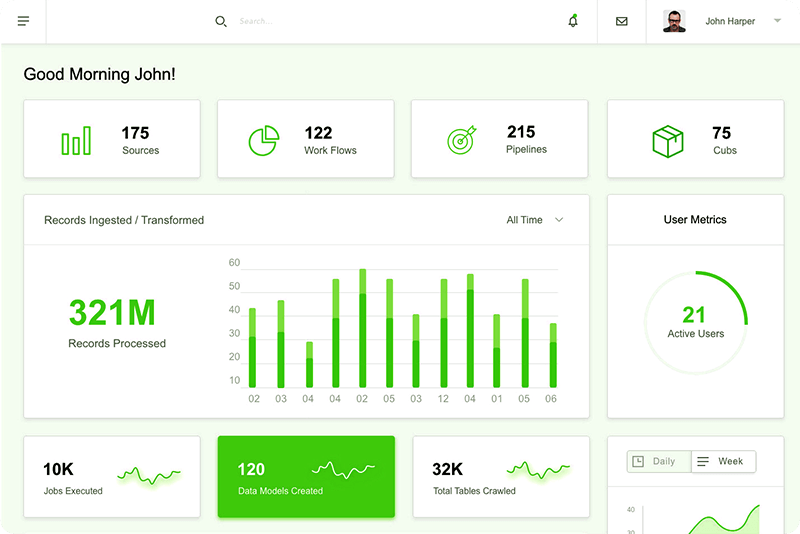 Search...
John Harper
Good Morning John!
175
Sources
122
Work Flows
215
Pipelines
75
Cubs
Records Ingested / Transformed
All Time
User Metrics
321M
Records Processed
60
50
40
30
20
10
02 03 04 04 02 05 03 12 04 01 05 06
21
Active Users
10K
Jobs Executed
120
Data Models Created
32K
Total Tables Crawled
Daily
Week
40
30